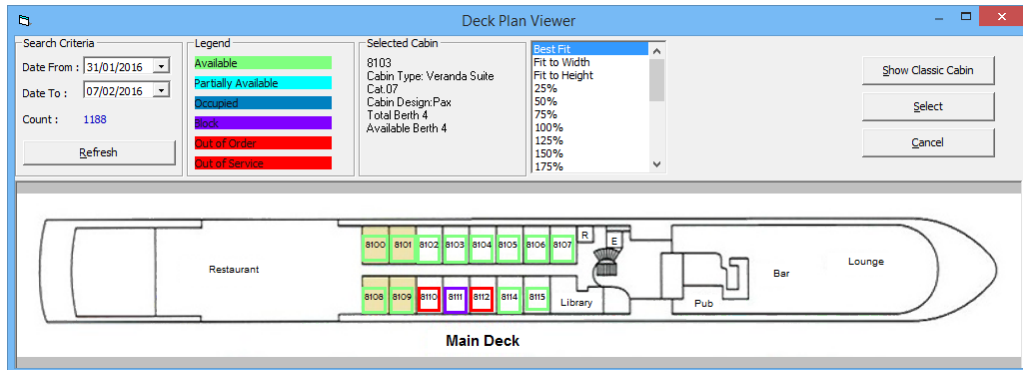 Deck Plan Viewer
Search Criteria
Date From : 31/01/2016
Date To : 07/02/2016
Count : 1188
Refresh
Legend
Available
Partially Available
Occupied
Block
Out of Order
Out of Service
Selected Cabin
8103
Cabin Type: Veranda Suite
Cat.07
Cabin Design:Pax
Total Berth 4
Available Berth 4
Best Fit
Fit to Width
Fit to Height
25%
50%
75%
100%
125%
150%
175%
Show Classic Cabin
Select
Cancel
8100 8101 8102 8103 8104 8105 8106 8107 R E
Restaurant
Bar
Lounge
8108 8109 8110 8111 8112 8114 8115 Library
Pub
Main Deck